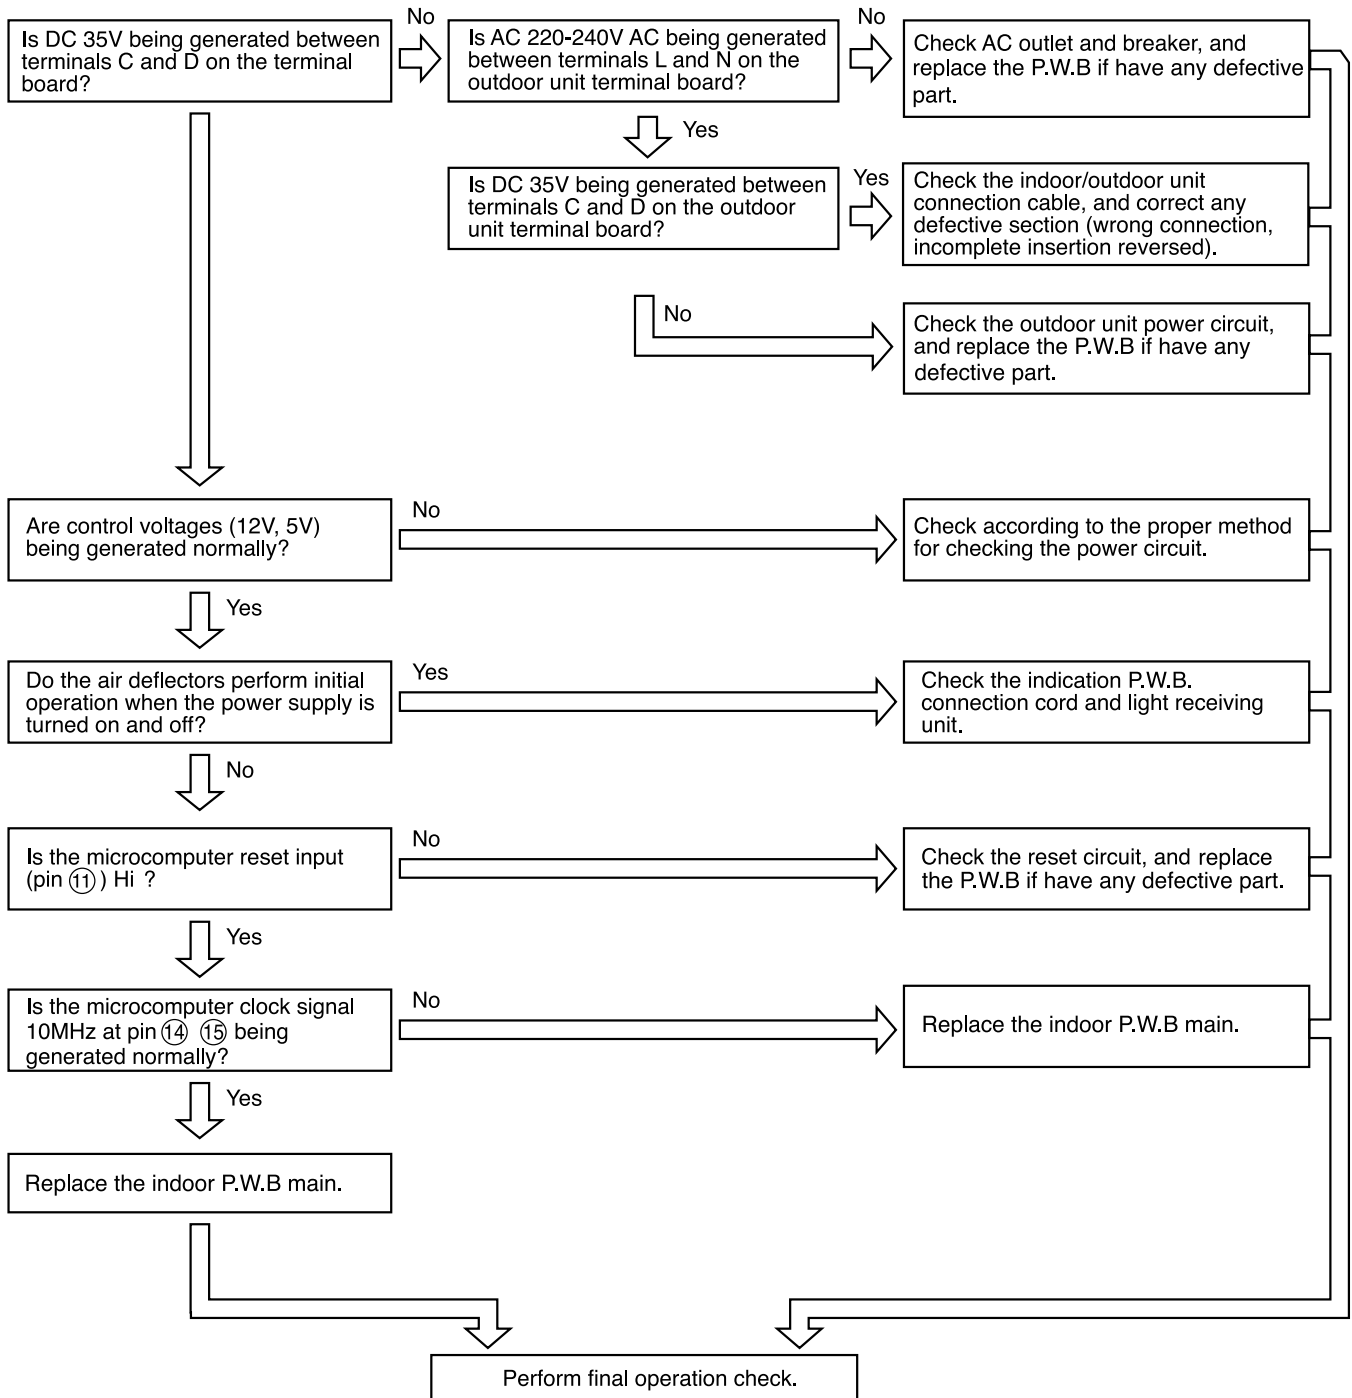 No
No
Is DC 35V being generated between
terminals C and D on the terminal
board?
Is AC 220-240V AC being generated
between terminals L and N on the
outdoor unit terminal board?
Check AC outlet and breaker, and
replace the P.W.B if have any defective
part.
Yes
Is DC 35V being generated between
terminals C and D on the outdoor
unit terminal board?
Yes
Check the indoor/outdoor unit
connection cable, and correct any
defective section (wrong connection,
incomplete insertion reversed).
No
Check the outdoor unit power circuit,
and replace the P.W.B if have any
defective part.
Are control voltages (12V, 5V)
being generated normally?
No
Check according to the proper method
for checking the power circuit.
Yes
Do the air deflectors perform initial
operation when the power supply is
turned on and off?
Yes
Check the indication P.W.B.
connection cord and light receiving
unit.
No
Is the microcomputer reset input
(pin ⑪) Hi ?
No
Check the reset circuit, and replace
the P.W.B if have any defective part.
Yes
Is the microcomputer clock signal
10MHz at pin ⑭ ⑮ being
generated normally?
No
Replace the indoor P.W.B main.
Yes
Replace the indoor P.W.B main.
Perform final operation check.